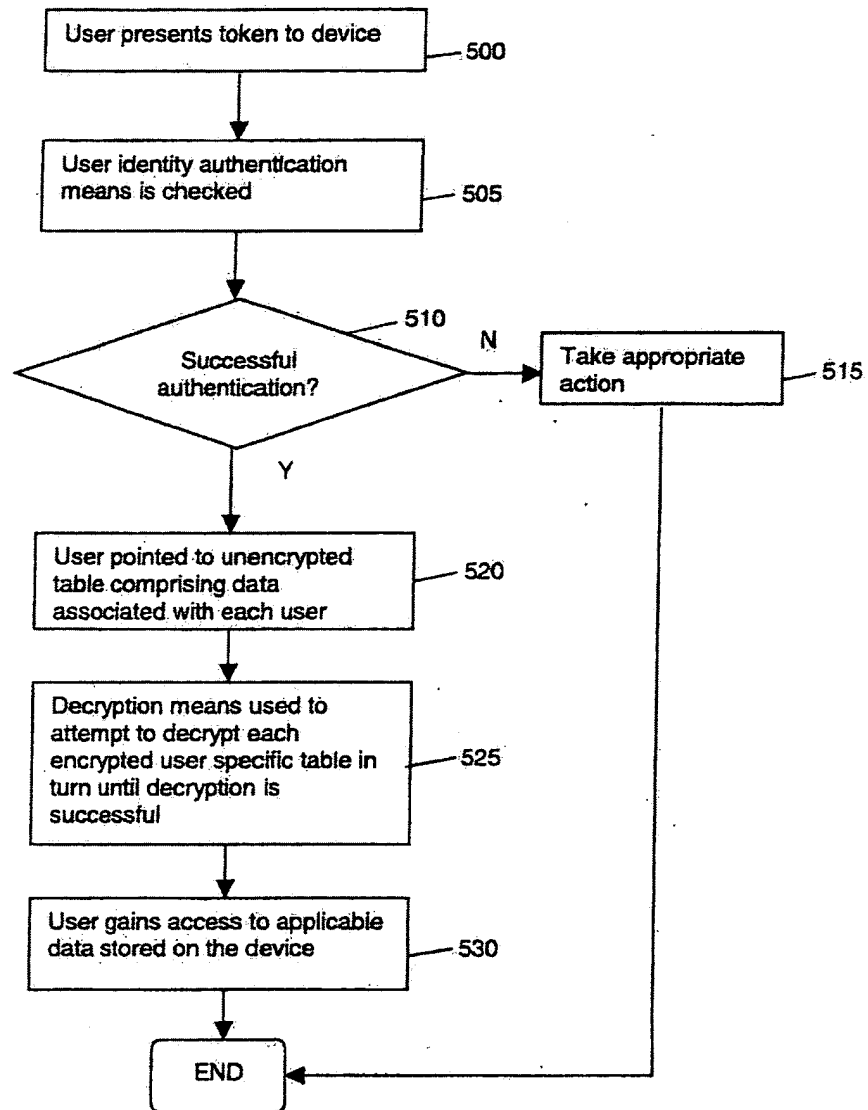 User presents token to device
500
User identity authentication
means is checked
505
510
Successful
authentication?
N
Take appropriate
action
515
Y
User pointed to unencrypted
table comprising data
associated with each user
520
Decryption means used to
attempt to decrypt each
encrypted user specific table in
turn until decryption is
successful
525
User gains access to applicable
data stored on the device
530
END